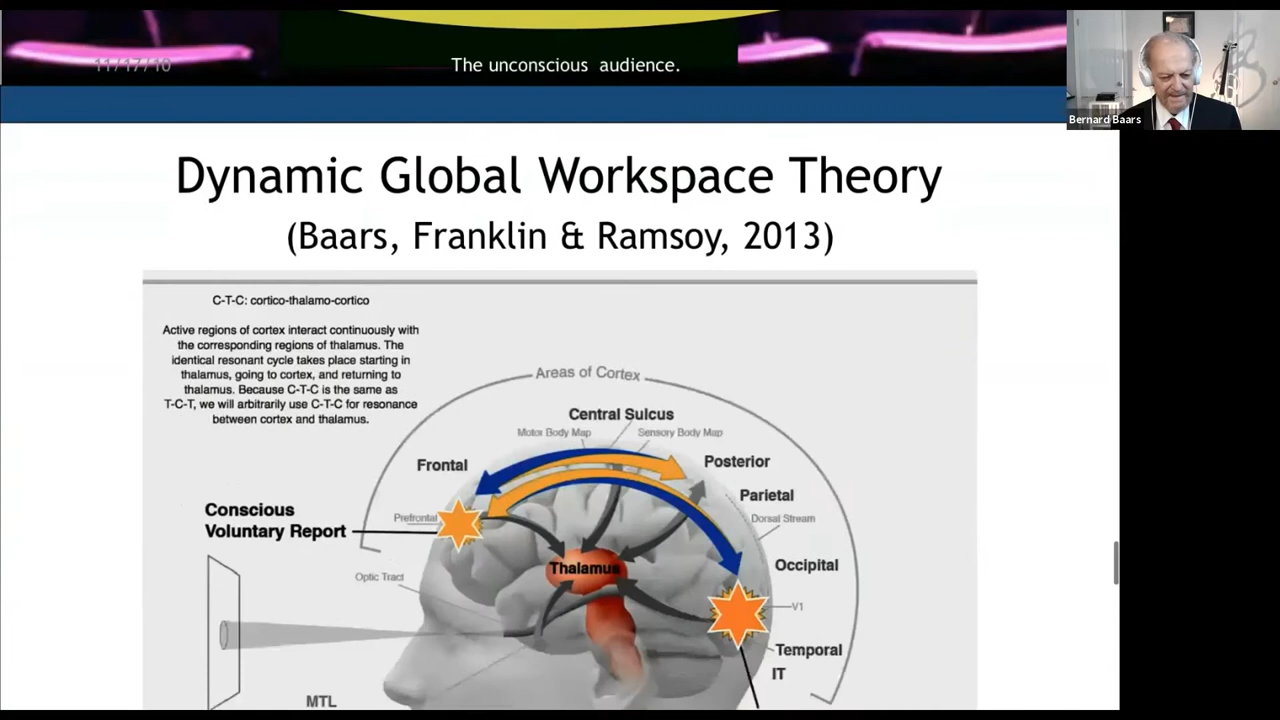 11/17/10
The unconscious audience.
Bernard Baars
Dynamic Global Workspace Theory
(Baars, Franklin & Ramsoy, 2013)
C-T-C: cortico-thalamo-cortico
Active regions of cortex interact continuously with
the corresponding regions of thalamus. The
identical resonant cycle takes place starting in
thalamus, going to cortex, and returning to
thalamus. Because C-T-C is the same as
T-C-T, we will arbitrarily use C-T-C for resonance
between cortex and thalamus.
Areas of Cortex
Central Sulcus
Motor Body Map
Sensory Body Map
Frontal
Posterior
Parietal
Conscious
Voluntary Report
Prefrontal
Dorsal Stream
Thalamus
Occipital
Optic Tract
V1
Temporal
IT
MTL